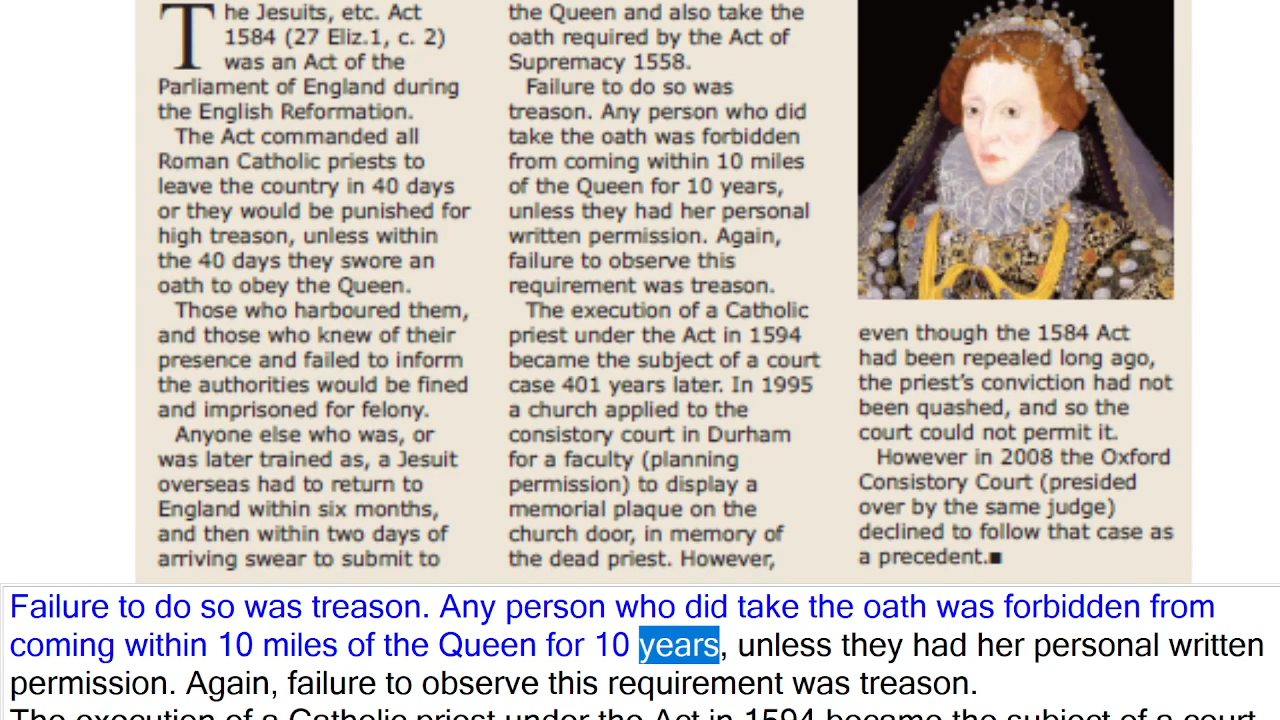 The Jesuits, etc. Act
1584 (27 Eliz.1, c. 2)
was an Act of the
Parliament of England during
the English Reformation.
The Act commanded all
Roman Catholic priests to
leave the country in 40 days
or they would be punished for
high treason, unless within
the 40 days they swore an
oath to obey the Queen.
Those who harboured them,
and those who knew of their
presence and failed to inform
the authorities would be fined
and imprisoned for felony.
Anyone else who was, or
was later trained as, a Jesuit
overseas had to return to
England within six months,
and then within two days of
arriving swear to submit to
the Queen and also take the
oath required by the Act of
Supremacy 1558.
Failure to do so was
treason. Any person who did
take the oath was forbidden
from coming within 10 miles
of the Queen for 10 years,
unless they had her personal
written permission. Again,
failure to observe this
requirement was treason.
The execution of a Catholic
priest under the Act in 1594
became the subject of a court
case 401 years later. In 1995
a church applied to the
consistory court in Durham
for a faculty (planning
permission) to display a
memorial plaque on the
church door, in memory of
the dead priest. However,
even though the 1584 Act
had been repealed long ago,
the priest’s conviction had not
been quashed, and so the
court could not permit it.
However in 2008 the Oxford
Consistory Court (presided
over by the same judge)
declined to follow that case as
a precedent.■
Failure to do so was treason. Any person who did take the oath was forbidden from
coming within 10 miles of the Queen for 10 years, unless they had her personal written
permission. Again, failure to observe this requirement was treason.
The execution of a Catholic priest under the Act in 1594 became the subject of a court